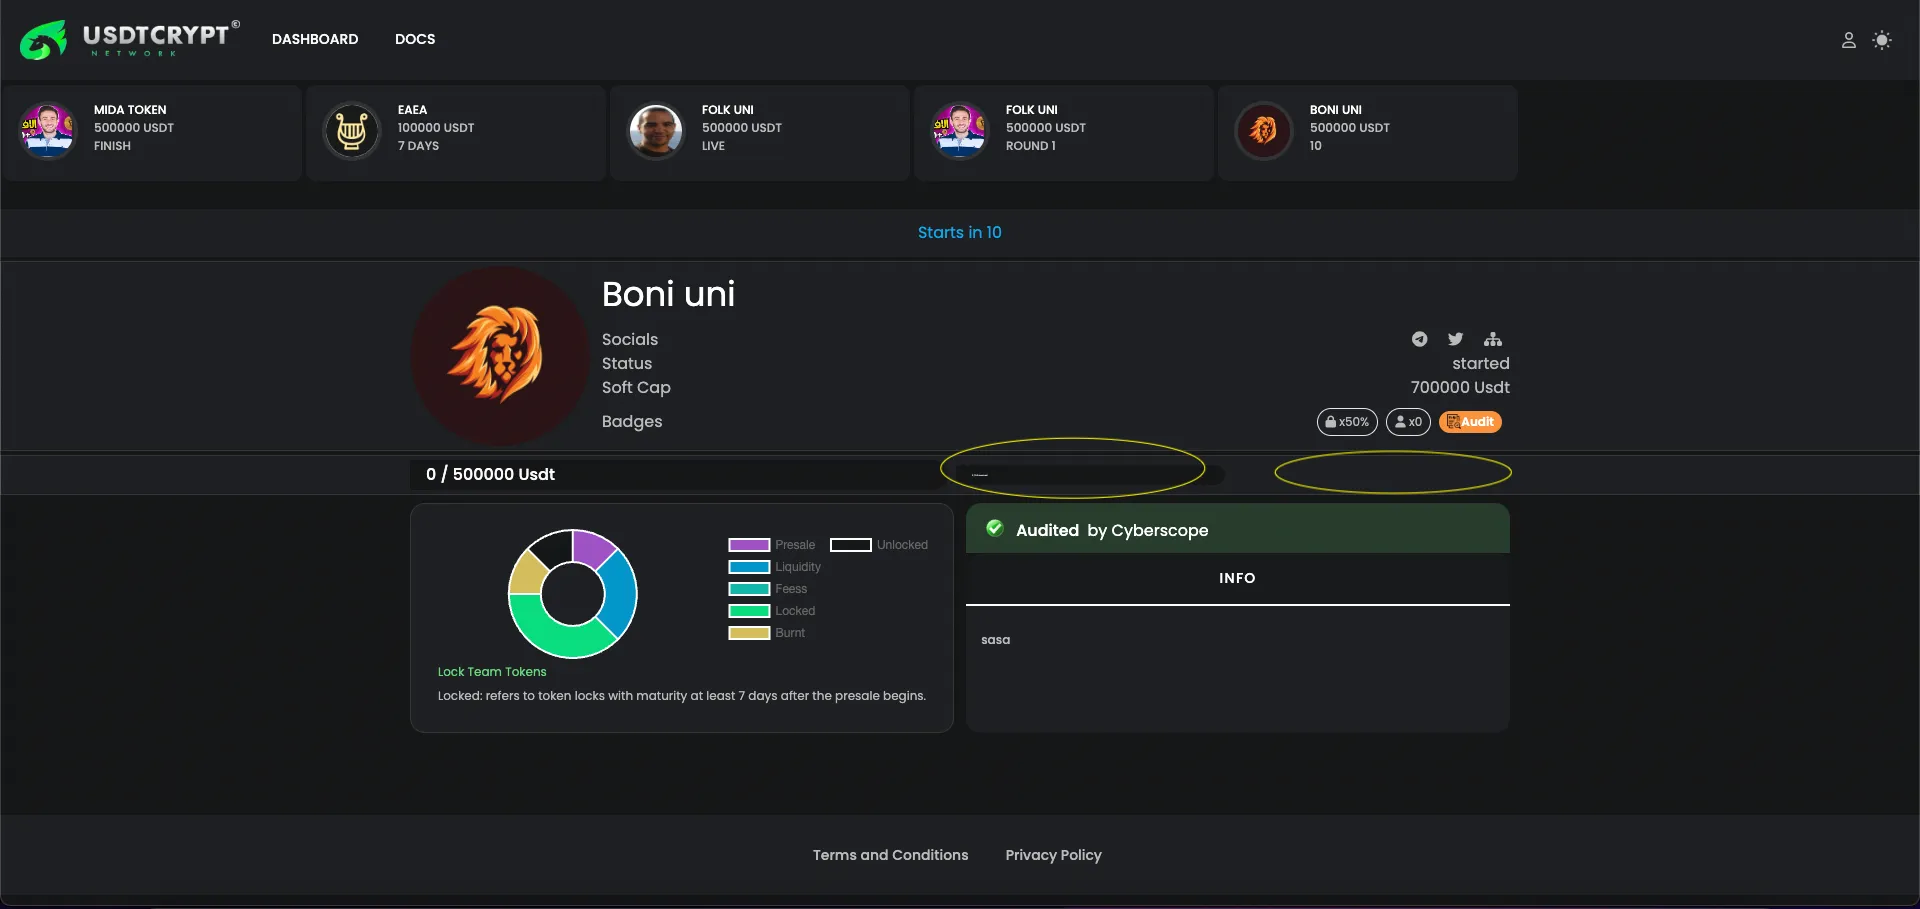 USDTCRYPT©
NETWORK
DASHBOARD
DOCS
MIDA TOKEN
500000 USDT
FINISH
EAEA
100000 USDT
7 DAYS
FOLK UNI
500000 USDT
LIVE
FOLK UNI
500000 USDT
ROUND 1
BONI UNI
500000 USDT
10
Starts in 10
Boni uni
Socials
Status started
Soft Cap 700000 Usdt
Badges x50% x0 Audit
0 / 500000 Usdt
Presale Unlocked
Liquidity
Feess
Locked
Burnt
Lock Team Tokens
Locked: refers to token locks with maturity at least 7 days after the presale begins.
Audited by Cyberscope
INFO
sasa
Terms and Conditions Privacy Policy